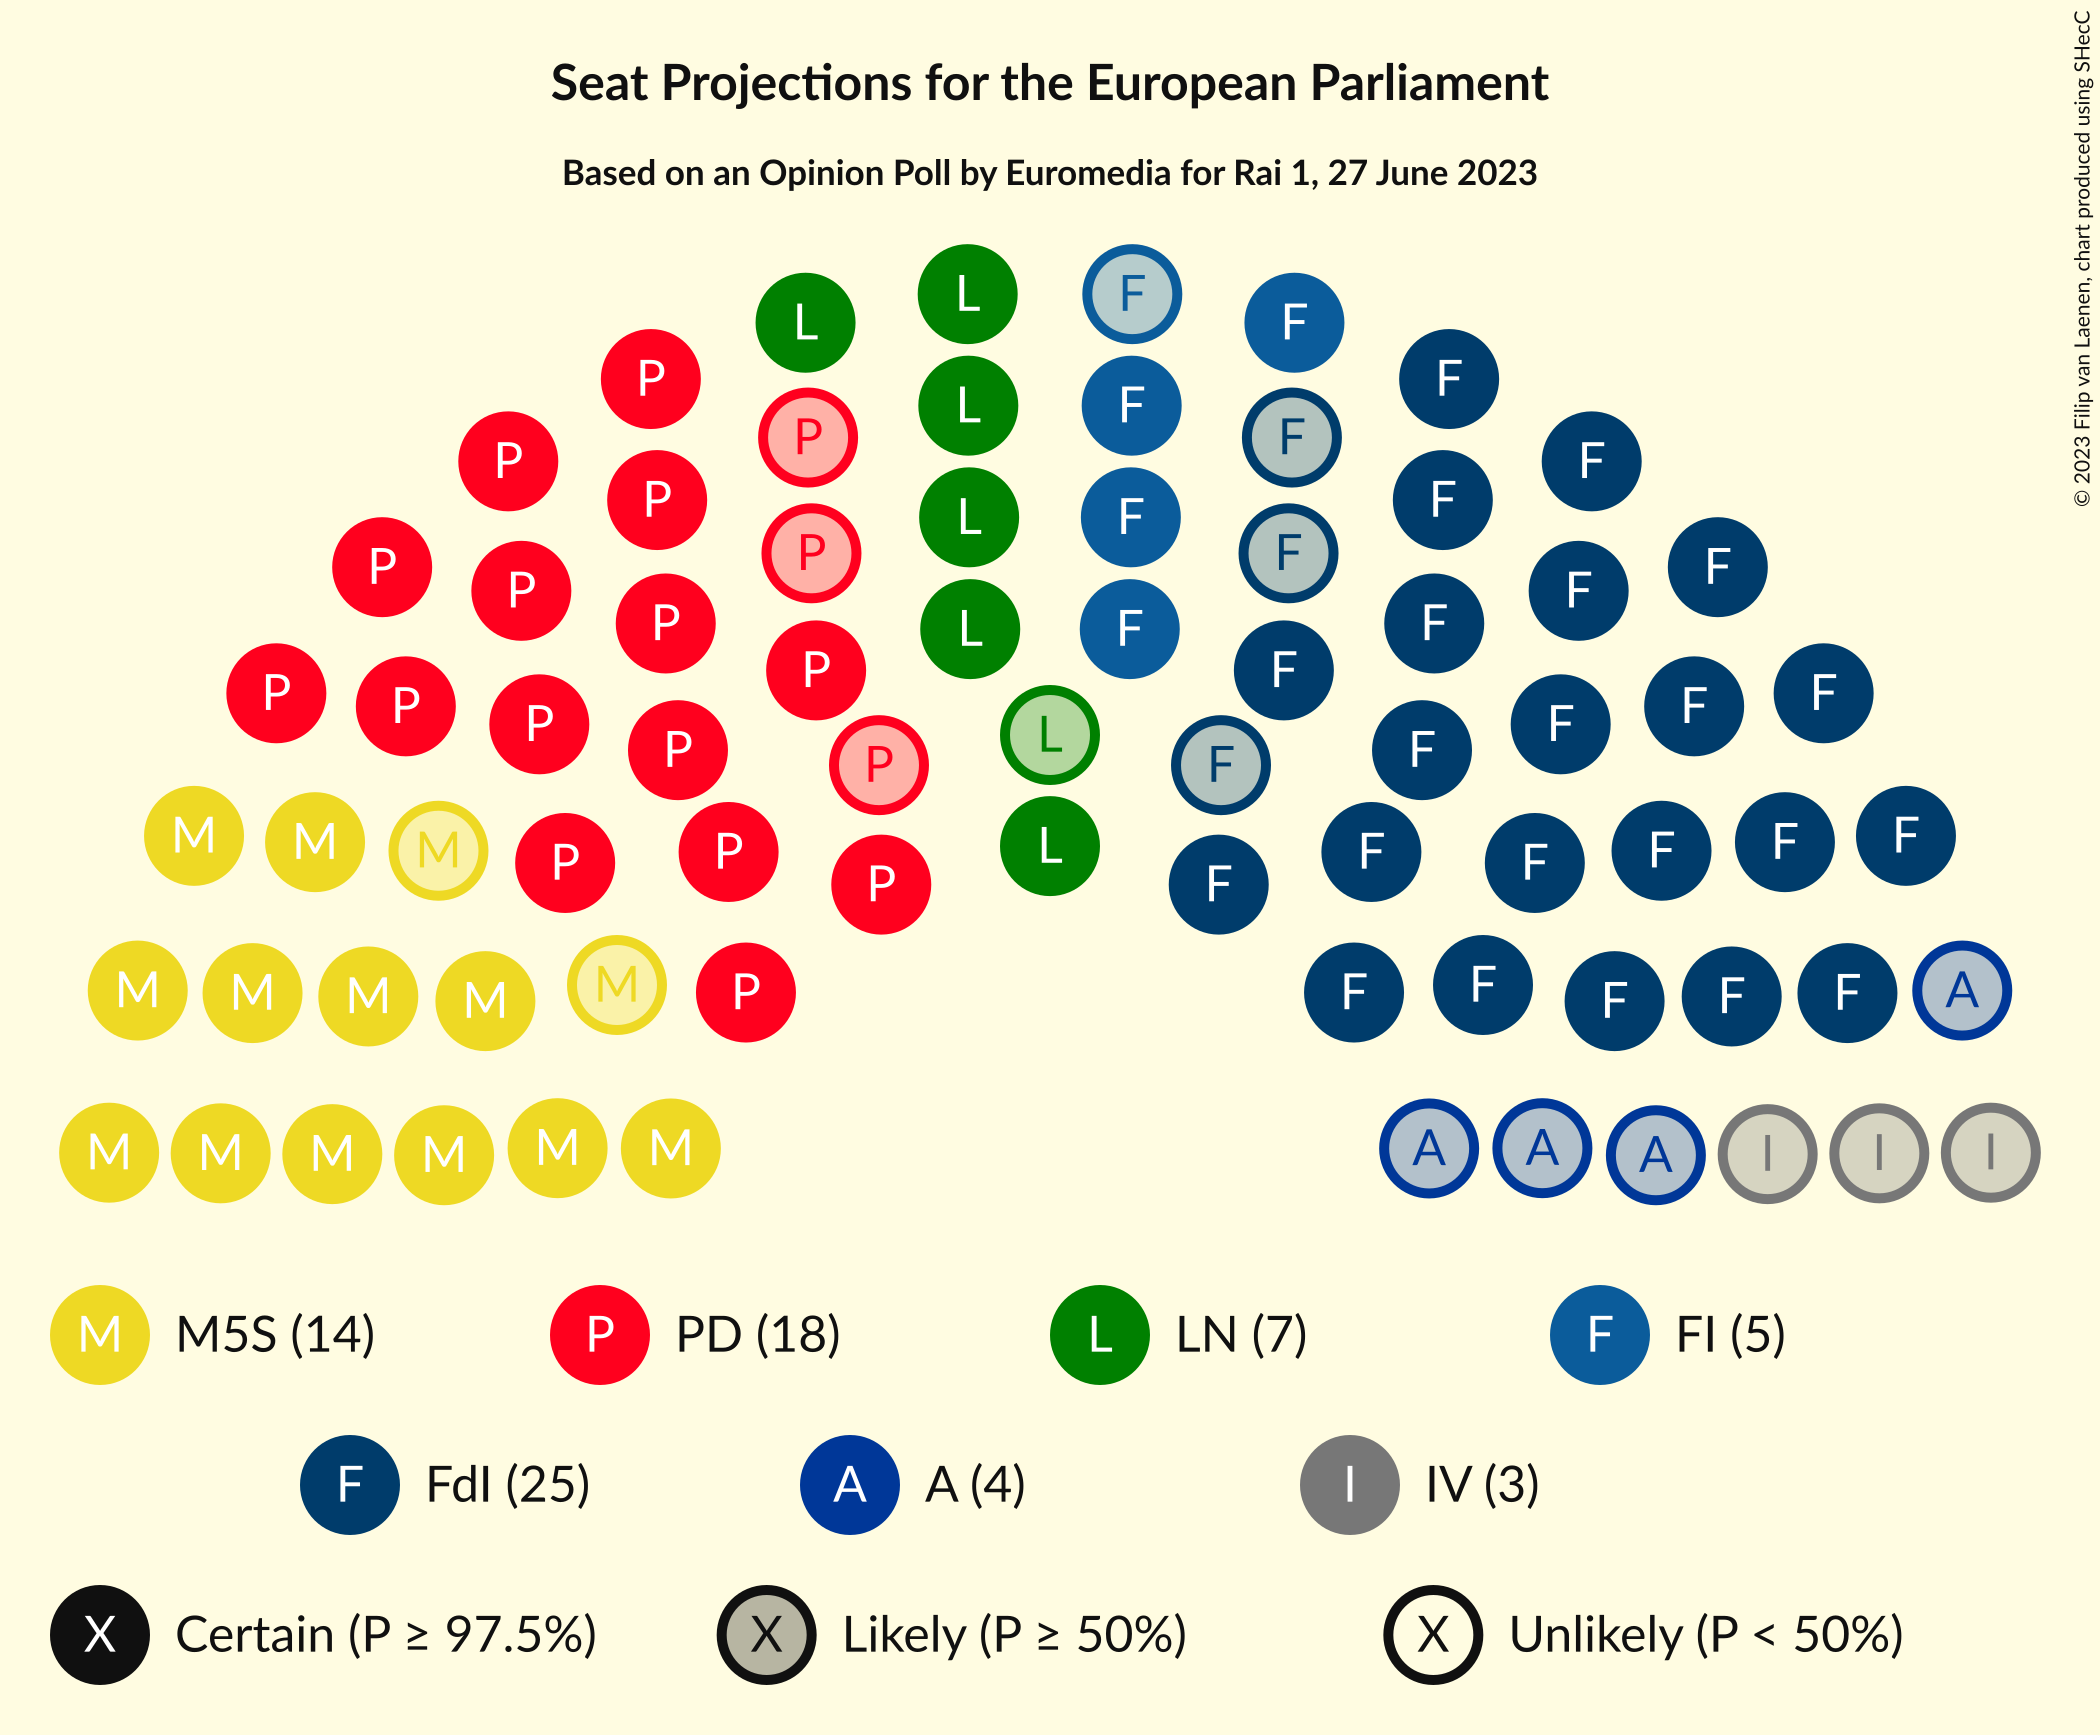 Seat Projections for the European Parliament
Based on an Opinion Poll by Euromedia for Rai 1, 27 June 2023
© 2023 Filip van Laenen, chart produced using SHecC
L L F F
P L F F
P P F F
P P L F F F
P P P L F F F F
P P L F
P P P P L F F F F F
M M M P P P L F F F F F F
M M M M M P F F F F F A
M M M M M M A A A I I I
M M5S (14) P PD (18) L LN (7) F FI (5)
F FdI (25) A A (4) I IV (3)
X Certain (P ≥ 97.5%) X Likely (P ≥ 50%) X Unlikely (P < 50%)